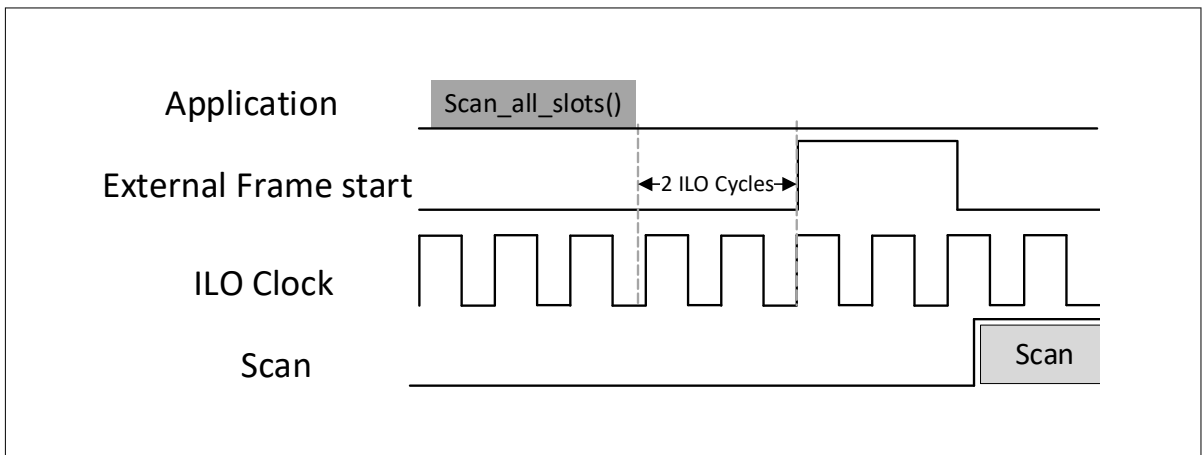 Application
Scan_all_slots()
External Frame start
2 ILO Cycles
ILO Clock
Scan
Scan